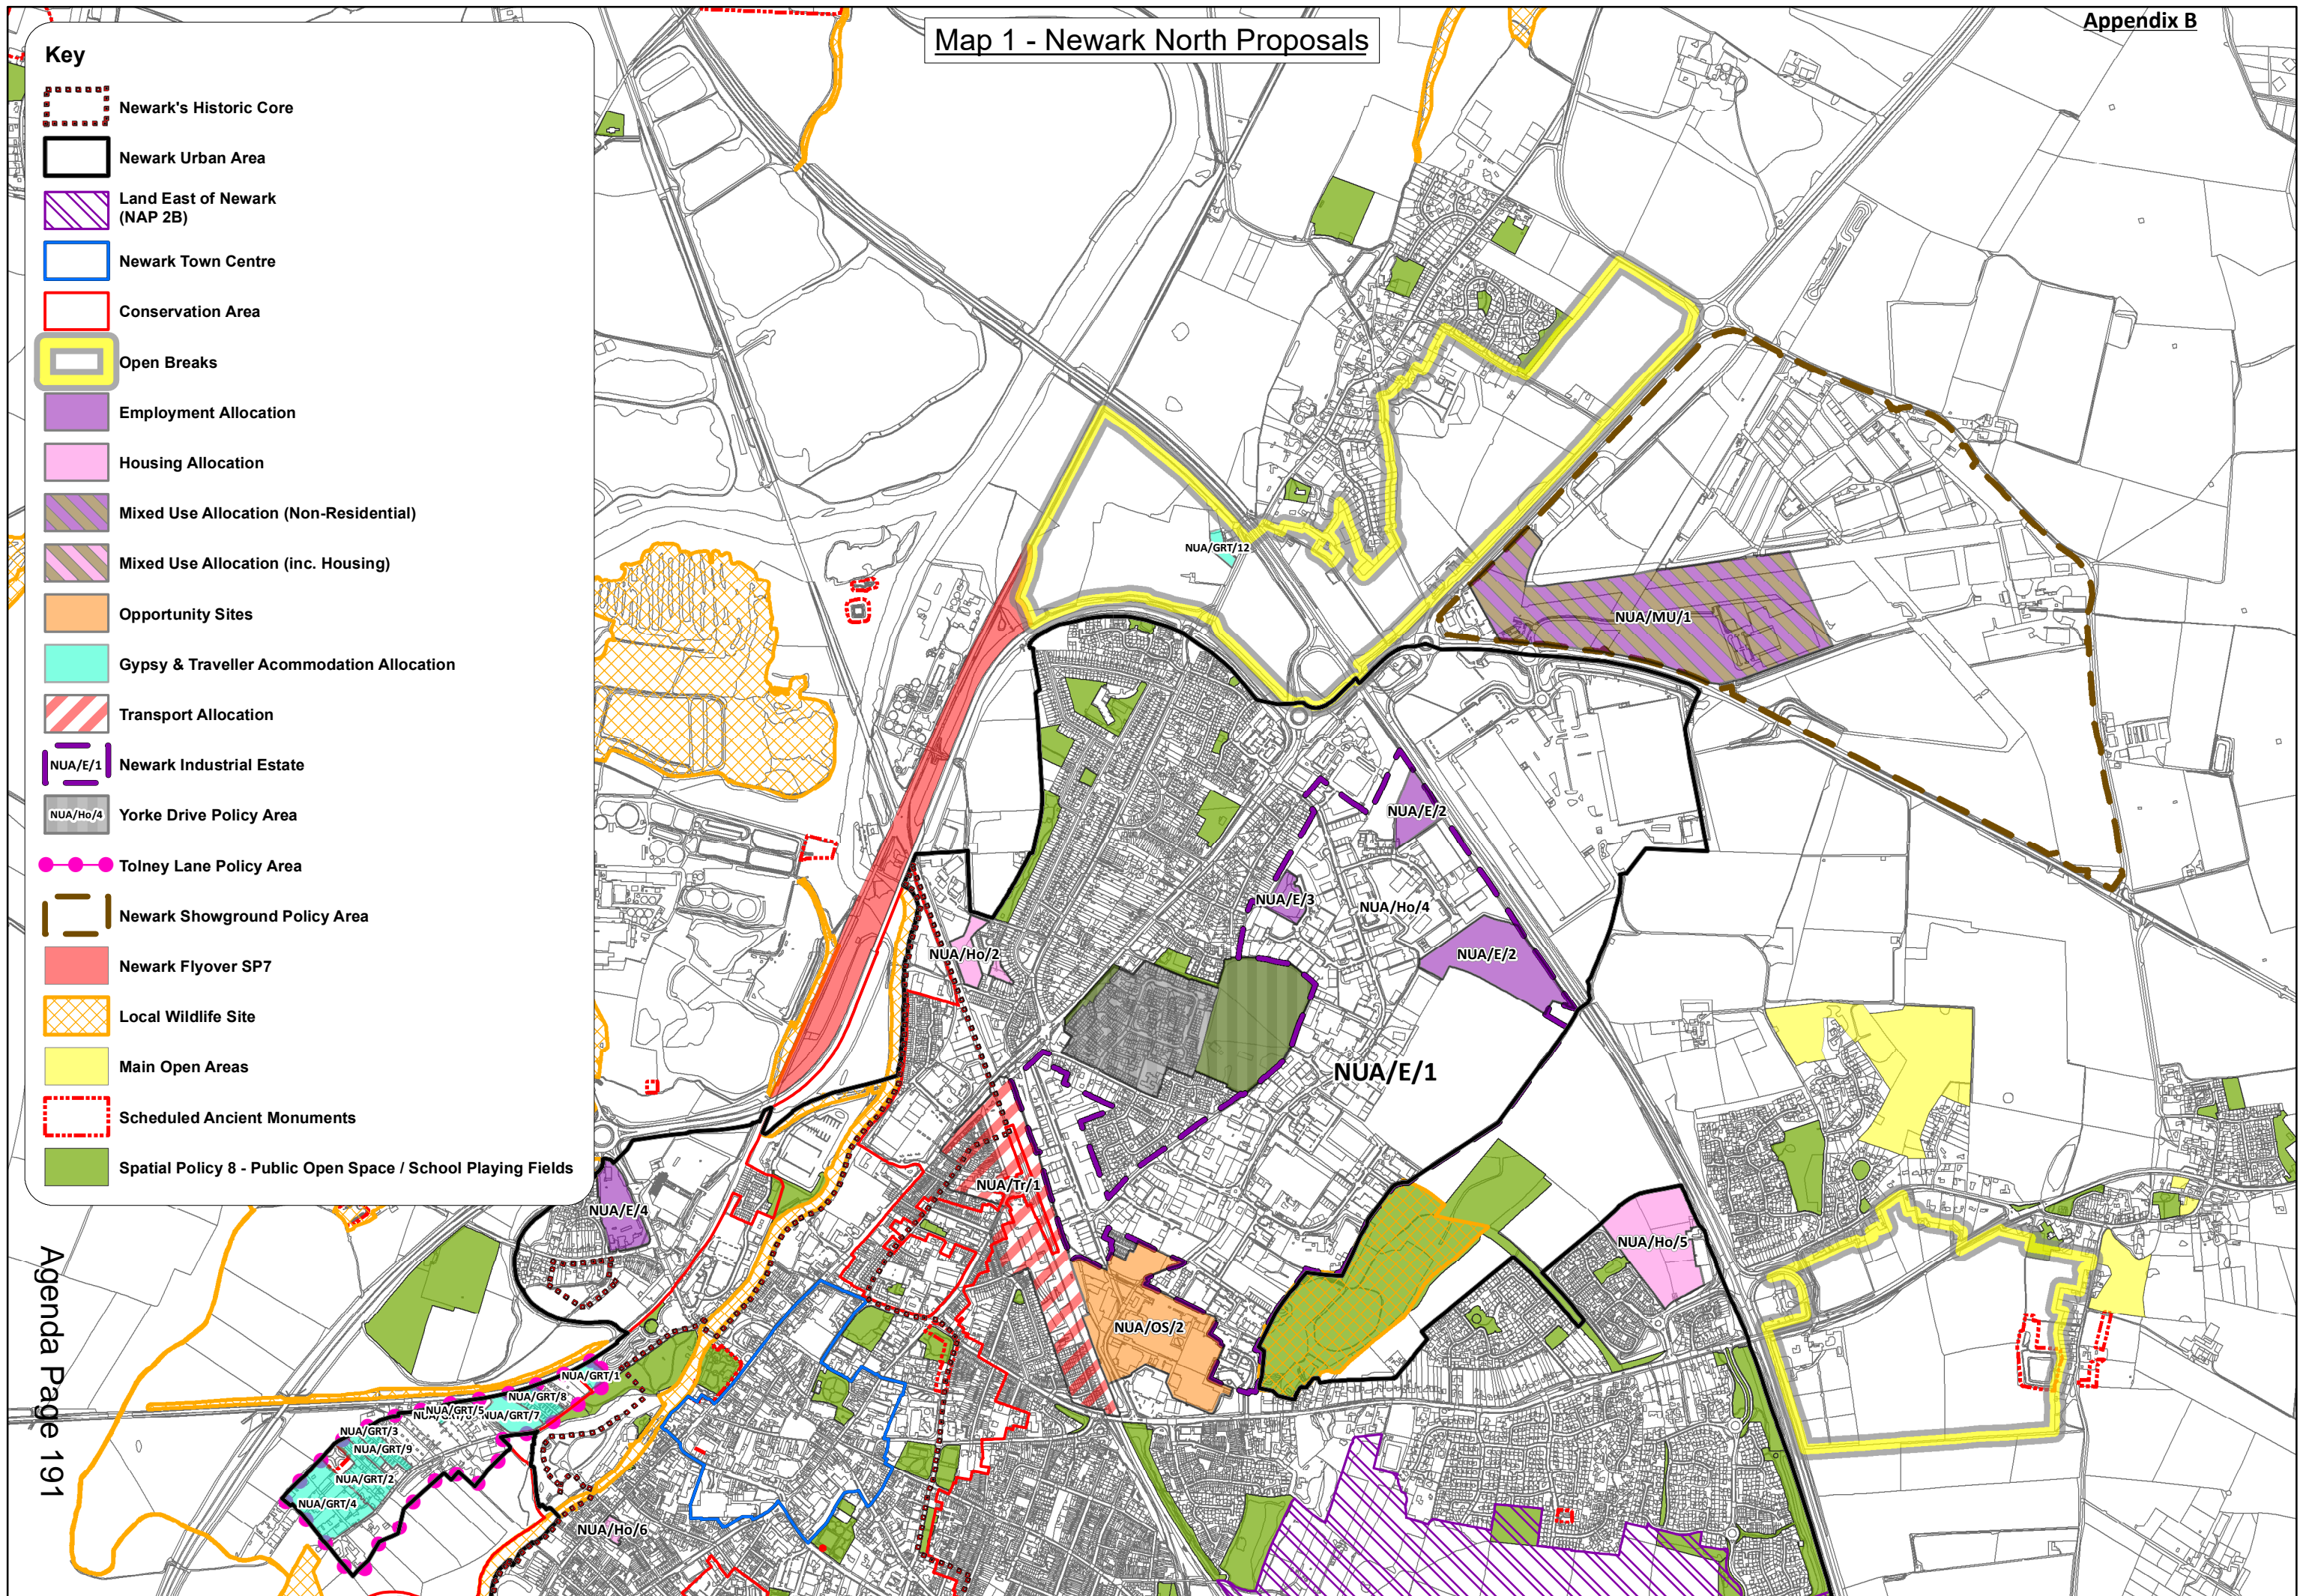 Map 1 - Newark North Proposals
Appendix B
Key
Newark's Historic Core
Newark Urban Area
Land East of Newark
(NAP 2B)
Newark Town Centre
Conservation Area
Open Breaks
Employment Allocation
Housing Allocation
Mixed Use Allocation (Non-Residential)
Mixed Use Allocation (inc. Housing)
Opportunity Sites
Gypsy & Traveller Acommodation Allocation
Transport Allocation
NUA/E/1 Newark Industrial Estate
NUA/Ho/4 Yorke Drive Policy Area
Tolney Lane Policy Area
Newark Showground Policy Area
Newark Flyover SP7
Local Wildlife Site
Main Open Areas
Scheduled Ancient Monuments
Spatial Policy 8 - Public Open Space / School Playing Fields
NUA/GRT/12
NUA/MU/1
NUA/E/2
NUA/E/3
NUA/Ho/4
NUA/Ho/2
NUA/E/2
NUA/E/1
NUA/Tr/1
NUA/E/4
NUA/Ho/5
NUA/OS/2
NUA/GRT/1
NUA/GRT/8
NUA/GRT/5
NUA/GRT/7
NUA/GRT/3
NUA/GRT/9
NUA/GRT/2
NUA/GRT/4
NUA/Ho/6
Agenda Page 191